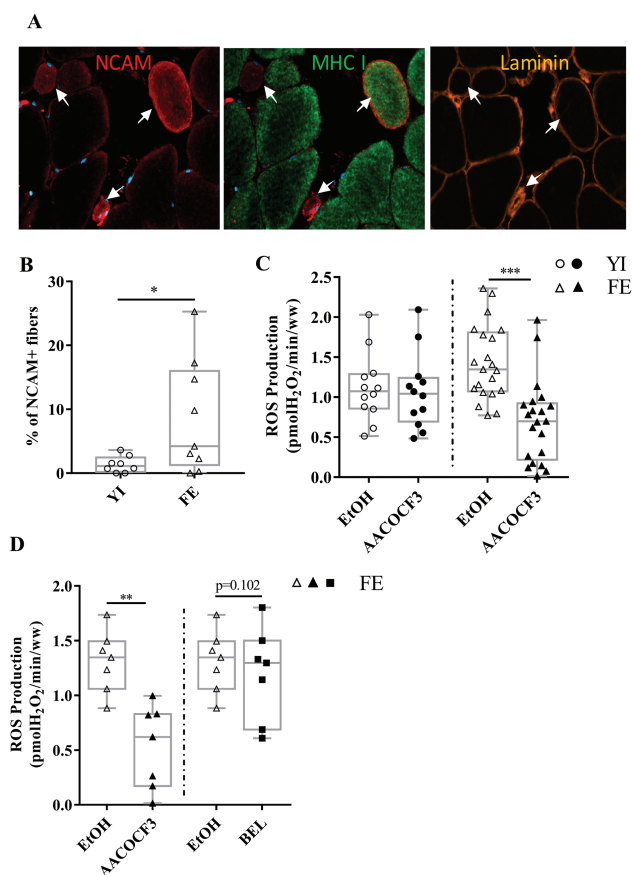 A
NCAM
MHC I
Laminin
B
% of NCAM+ fibers
30
20
10
0
*
YI
FE
C
YI
FE
ROS Production
(pmolH₂O₂/min/ww)
2.5
2.0
1.5
1.0
0.5
0.0
***
EtOH
AACOCF3
EtOH
AACOCF3
D
FE
ROS Production
(pmolH₂O₂/min/ww)
2.0
1.5
1.0
0.5
0.0
**
p=0.102
EtOH
AACOCF3
EtOH
BEL